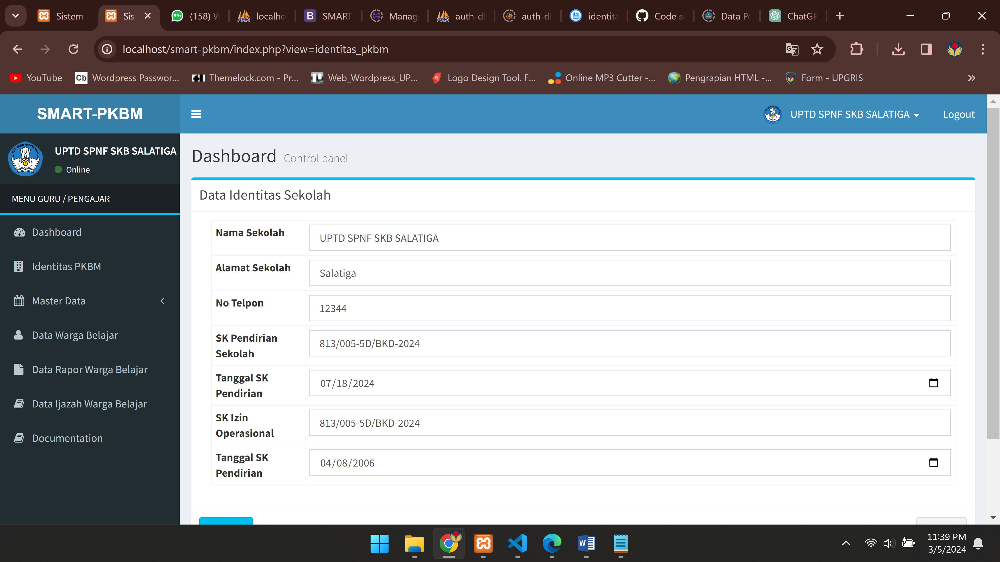 Sistem
Sis
(158) W
localho
SMART
Manag
auth-d
auth-d
identita
Code s
Data Po
ChatGP
localhost/smart-pkbm/index.php?view=identitas_pkbm
YouTube
Wordpress Passwor...
Themelock.com - Pr...
Web_Wordpress_UP...
Logo Design Tool. F...
Online MP3 Cutter -...
Pengrapian HTML -...
Form - UPGRIS
SMART-PKBM
UPTD SPNF SKB SALATIGA
Logout
UPTD SPNF SKB SALATIGA
Online
MENU GURU / PENGAJAR
Dashboard
Identitas PKBM
Master Data
Data Warga Belajar
Data Rapor Warga Belajar
Data Ijazah Warga Belajar
Documentation
Dashboard Control panel
Data Identitas Sekolah
Nama Sekolah
UPTD SPNF SKB SALATIGA
Alamat Sekolah
Salatiga
No Telpon
12344
SK Pendirian
Sekolah
813/005-5D/BKD-2024
Tanggal SK
Pendirian
07/18/2024
SK Izin
Operasional
813/005-5D/BKD-2024
Tanggal SK
Pendirian
04/08/2006
11:39 PM
3/5/2024